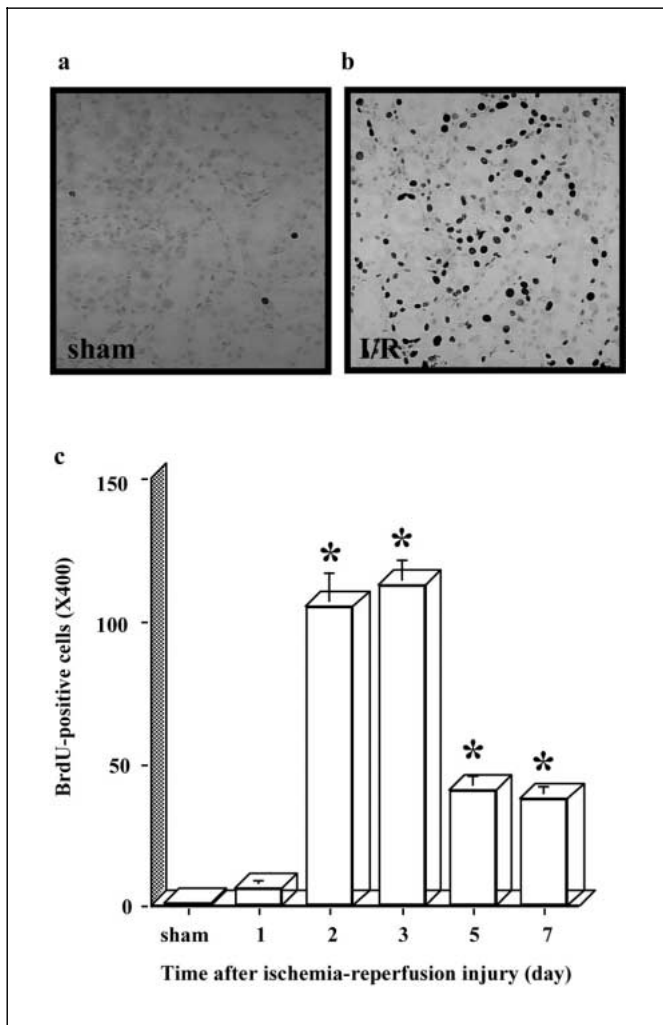 a
b
sham
I/R
c
BrdU-positive cells (X400)
150
100
50
0
* * * *
sham 1 2 3 5 7
Time after ischemia-reperfusion injury (day)